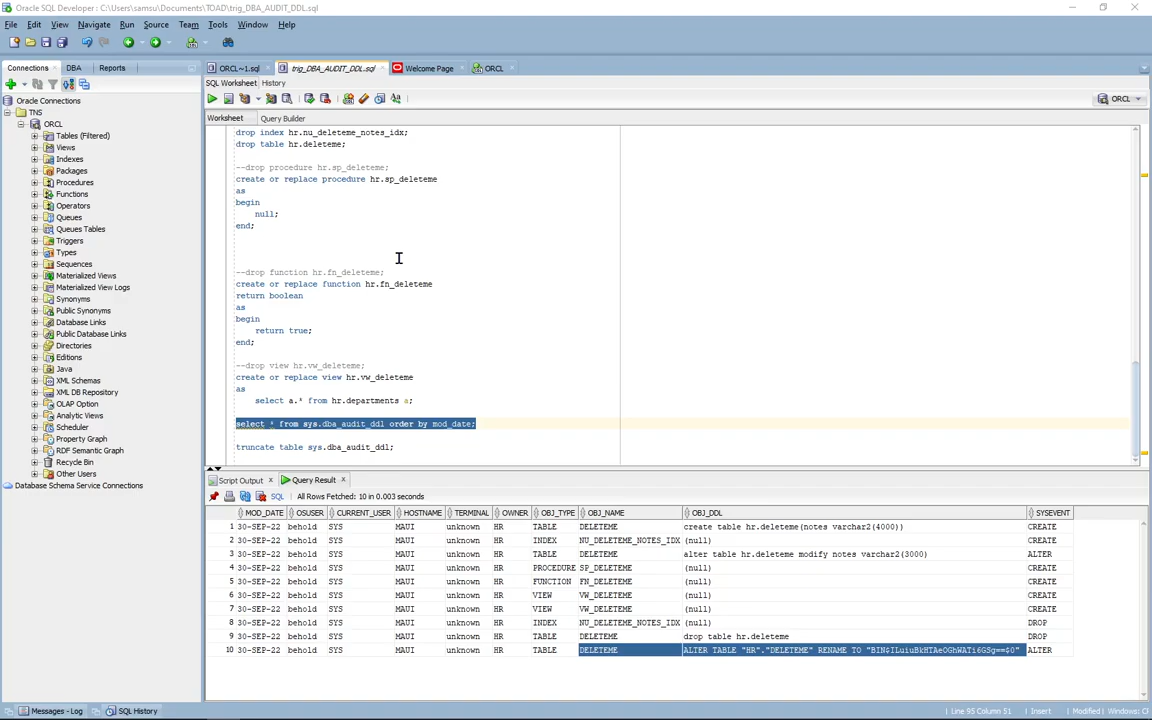 Oracle SQL Developer : C:\Users\samsu\Documents\TOAD\trig_DBA_AUDIT_DDL.sql
File Edit View Navigate Run Source Team Tools Window Help
Connections DBA Reports
ORCL~1.sql trig_DBA_AUDIT_DDL.sql Welcome Page ORCL
SQL Worksheet History
ORCL
Worksheet Query Builder
Oracle Connections
TNS
ORCL
Tables (Filtered)
Views
Indexes
Packages
Procedures
Functions
Operators
Queues
Queues Tables
Triggers
Types
Sequences
Materialized Views
Materialized View Logs
Synonyms
Public Synonyms
Database Links
Public Database Links
Directories
Editions
Java
XML Schemas
XML DB Repository
OLAP Option
Analytic Views
Scheduler
Property Graph
RDF Semantic Graph
Recycle Bin
Other Users
Database Schema Service Connections
drop index hr.nu_deleteme_notes_idx;
drop table hr.deleteme;
--drop procedure hr.sp_deleteme;
create or replace procedure hr.sp_deleteme
as
begin
null;
end;
--drop function hr.fn_deleteme;
create or replace function hr.fn_deleteme
return boolean
as
begin
return true;
end;
--drop view hr.vw_deleteme;
create or replace view hr.vw_deleteme
as
select a.* from hr.departments a;
select * from sys.dba_audit_ddl order by mod_date;
truncate table sys.dba_audit_ddl;
Script Output Query Result
SQL All Rows Fetched: 10 in 0.003 seconds
MOD_DATE OSUSER CURRENT_USER HOSTNAME TERMINAL OWNER OBJ_TYPE OBJ_NAME OBJ_DDL SYSEVENT
1 30-SEP-22 behold SYS MAUI unknown HR TABLE DELETEME create table hr.deleteme(notes varchar2(4000)) CREATE
2 30-SEP-22 behold SYS MAUI unknown HR INDEX NU_DELETEME_NOTES_IDX (null) CREATE
3 30-SEP-22 behold SYS MAUI unknown HR TABLE DELETEME alter table hr.deleteme modify notes varchar2(3000) ALTER
4 30-SEP-22 behold SYS MAUI unknown HR PROCEDURE SP_DELETEME (null) CREATE
5 30-SEP-22 behold SYS MAUI unknown HR FUNCTION FN_DELETEME (null) CREATE
6 30-SEP-22 behold SYS MAUI unknown HR VIEW VW_DELETEME (null) CREATE
7 30-SEP-22 behold SYS MAUI unknown HR VIEW VW_DELETEME (null) CREATE
8 30-SEP-22 behold SYS MAUI unknown HR INDEX NU_DELETEME_NOTES_IDX (null) DROP
9 30-SEP-22 behold SYS MAUI unknown HR TABLE DELETEME drop table hr.deleteme DROP
10 30-SEP-22 behold SYS MAUI unknown HR TABLE DELETEME ALTER TABLE "HR"."DELETEME" RENAME TO "BIN$ILuiuBkHTAeOGhWATi6GSg==$0" ALTER
Messages - Log SQL History
Line 95 Column 51 Insert Modified Windows: C